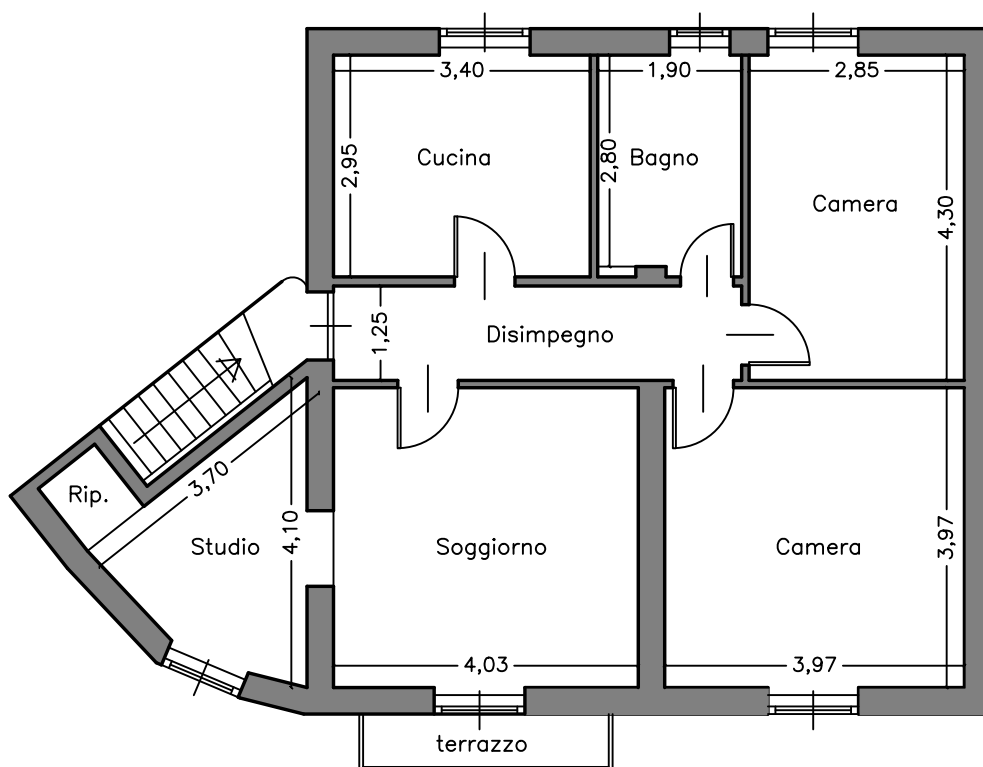 3,40
1,90
2,85
2,95
Cucina
2,80
Bagno
Camera
4,30
1,25
Disimpegno
3,70
Rip.
Studio
4,10
Soggiorno
Camera
3,97
4,03
3,97
terrazzo